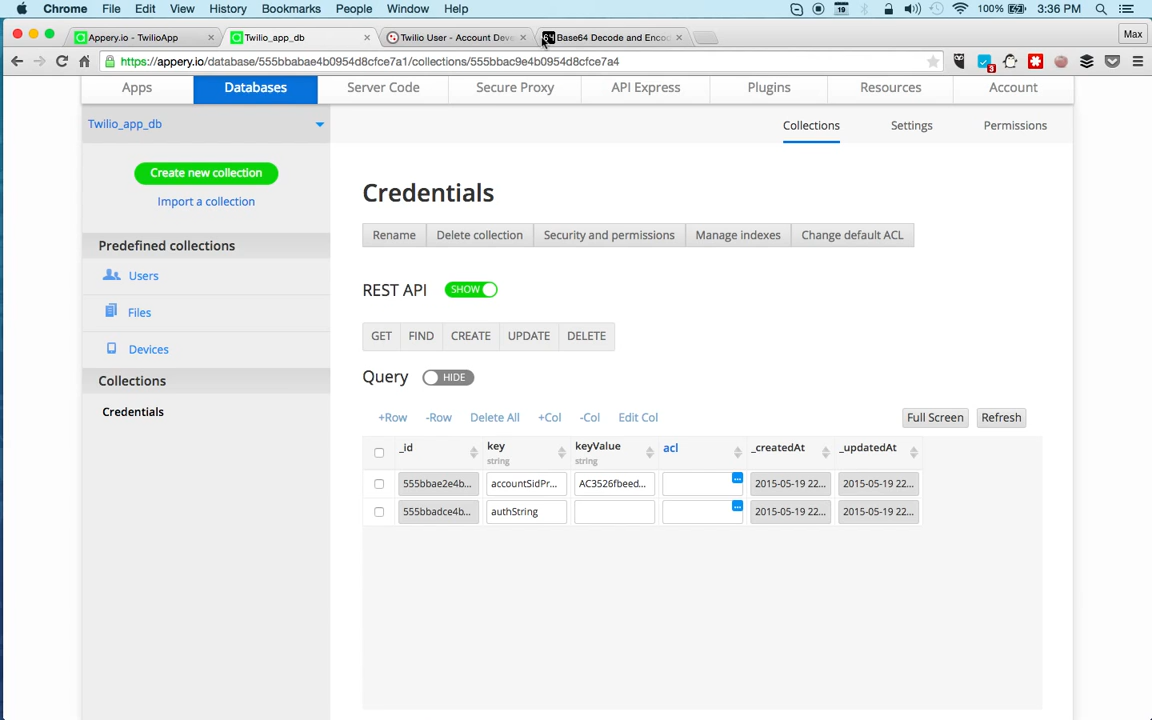 Chrome File Edit View History Bookmarks People Window Help 19 100% 3:36 PM
Appery.io - TwilioApp Twilio_app_db Twilio User - Account Deve Base64 Decode and Enco Max
https://appery.io/database/555bbabae4b0954d8cfce7a1/collections/555bbac9e4b0954d8cfce7a4 3
Apps Databases Server Code Secure Proxy API Express Plugins Resources Account
Twilio_app_db
Collections Settings Permissions
Create new collection
Import a collection
Predefined collections
Users
Files
Devices
Collections
Credentials
Credentials
Rename Delete collection Security and permissions Manage indexes Change default ACL
REST API SHOW
GET FIND CREATE UPDATE DELETE
Query HIDE
+Row -Row Delete All +Col -Col Edit Col Full Screen Refresh
_id key keyValue acl _createdAt _updatedAt
string string
555bbae2e4b... accountSidPr... AC3526fbeed... ... 2015-05-19 22... 2015-05-19 22...
555bbadce4b... authString ... 2015-05-19 22... 2015-05-19 22...